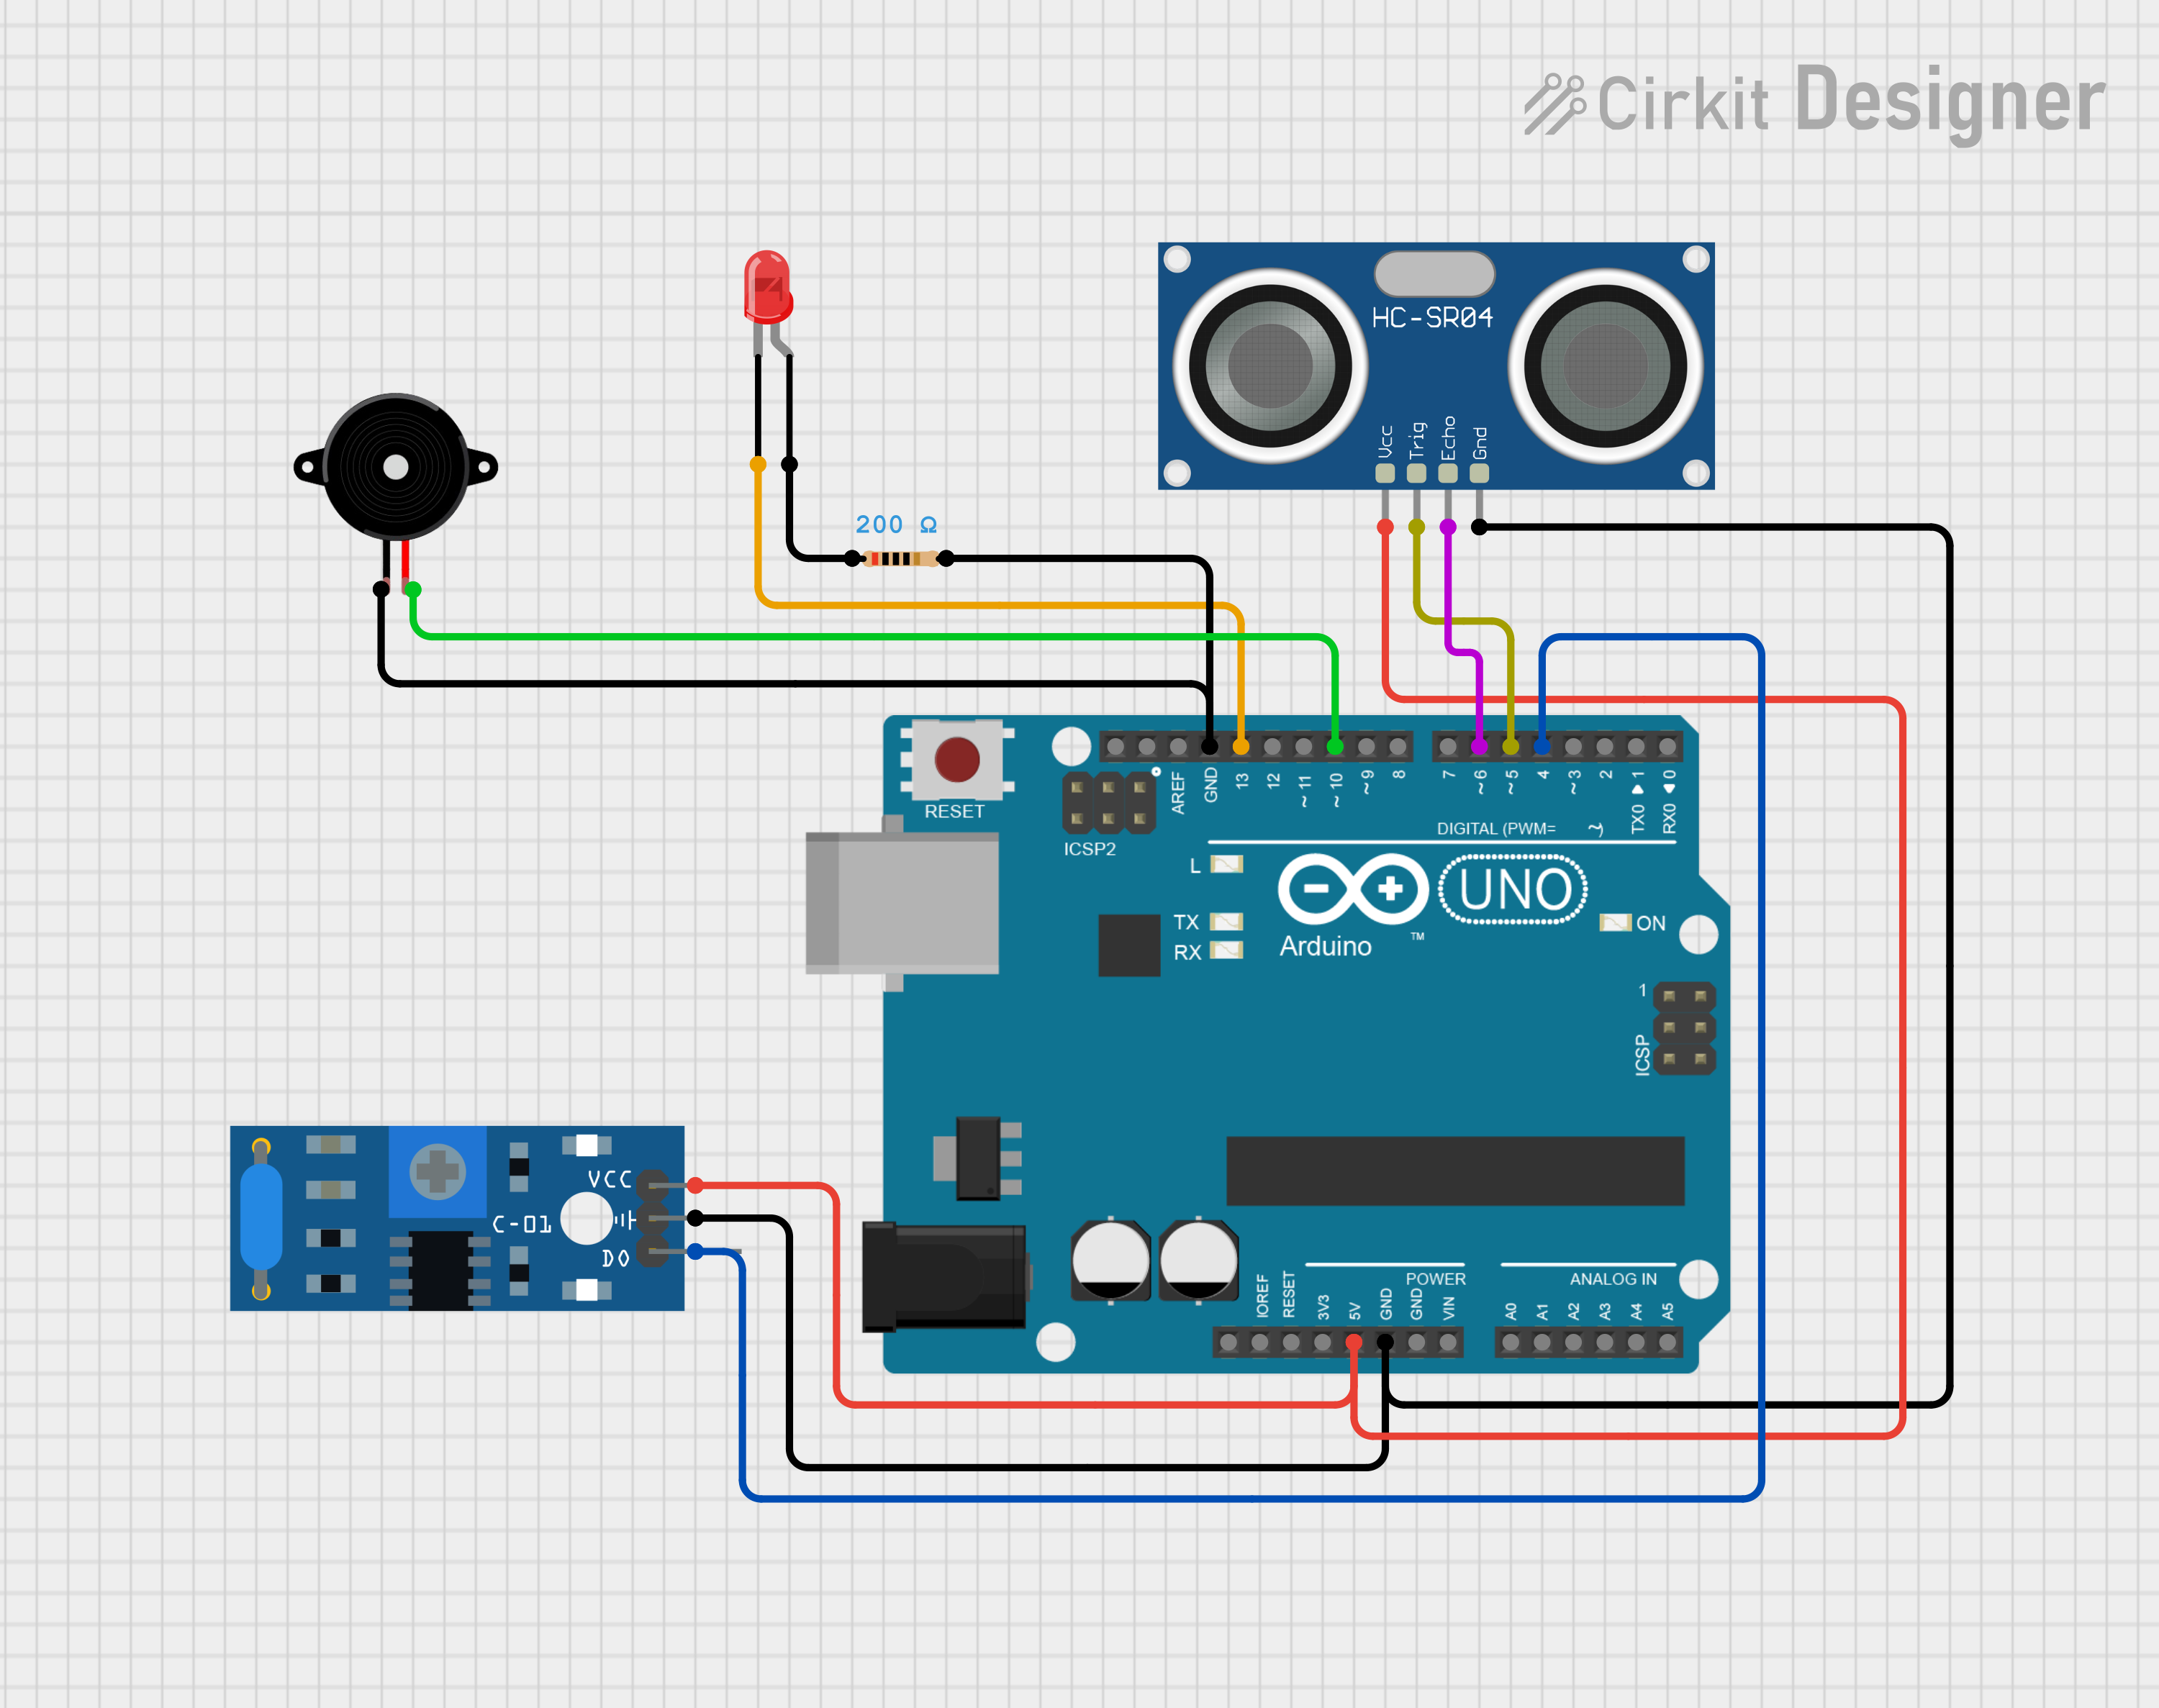 Cirkit Designer
HC-SR04
Vcc
Trig
Echo
Gnd
200 Ω
RESET
ICSP2
AREF
GND
13
12
~ 11
~ 10
~ 9
8
7
~ 6
~ 5
4
~ 3
2
TX0 ▶ 1
RX0 ◀ 0
DIGITAL (PWM= ~)
L
TX
RX
Arduino
TM
UNO
ON
1
ICSP
VCC
C-01
DO
IOREF
RESET
3V3
5V
GND
GND
VIN
POWER
ANALOG IN
A0
A1
A2
A3
A4
A5